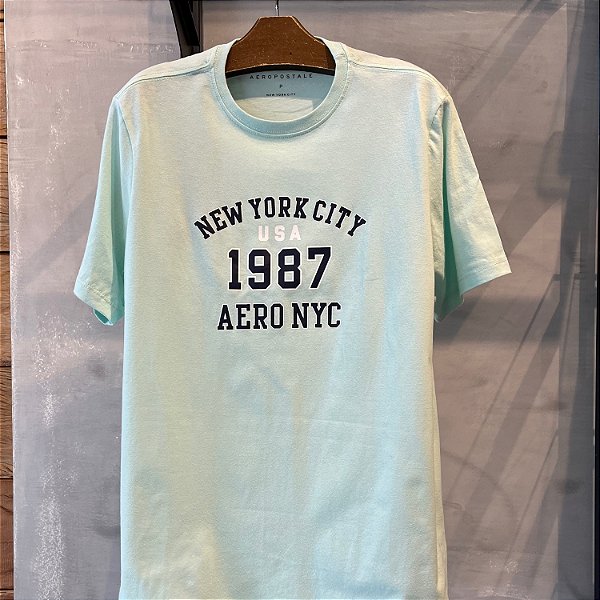 AEROPOSTALE
P
NEW YORK CITY
NEW YORK CITY
USA
1987
AERO NYC